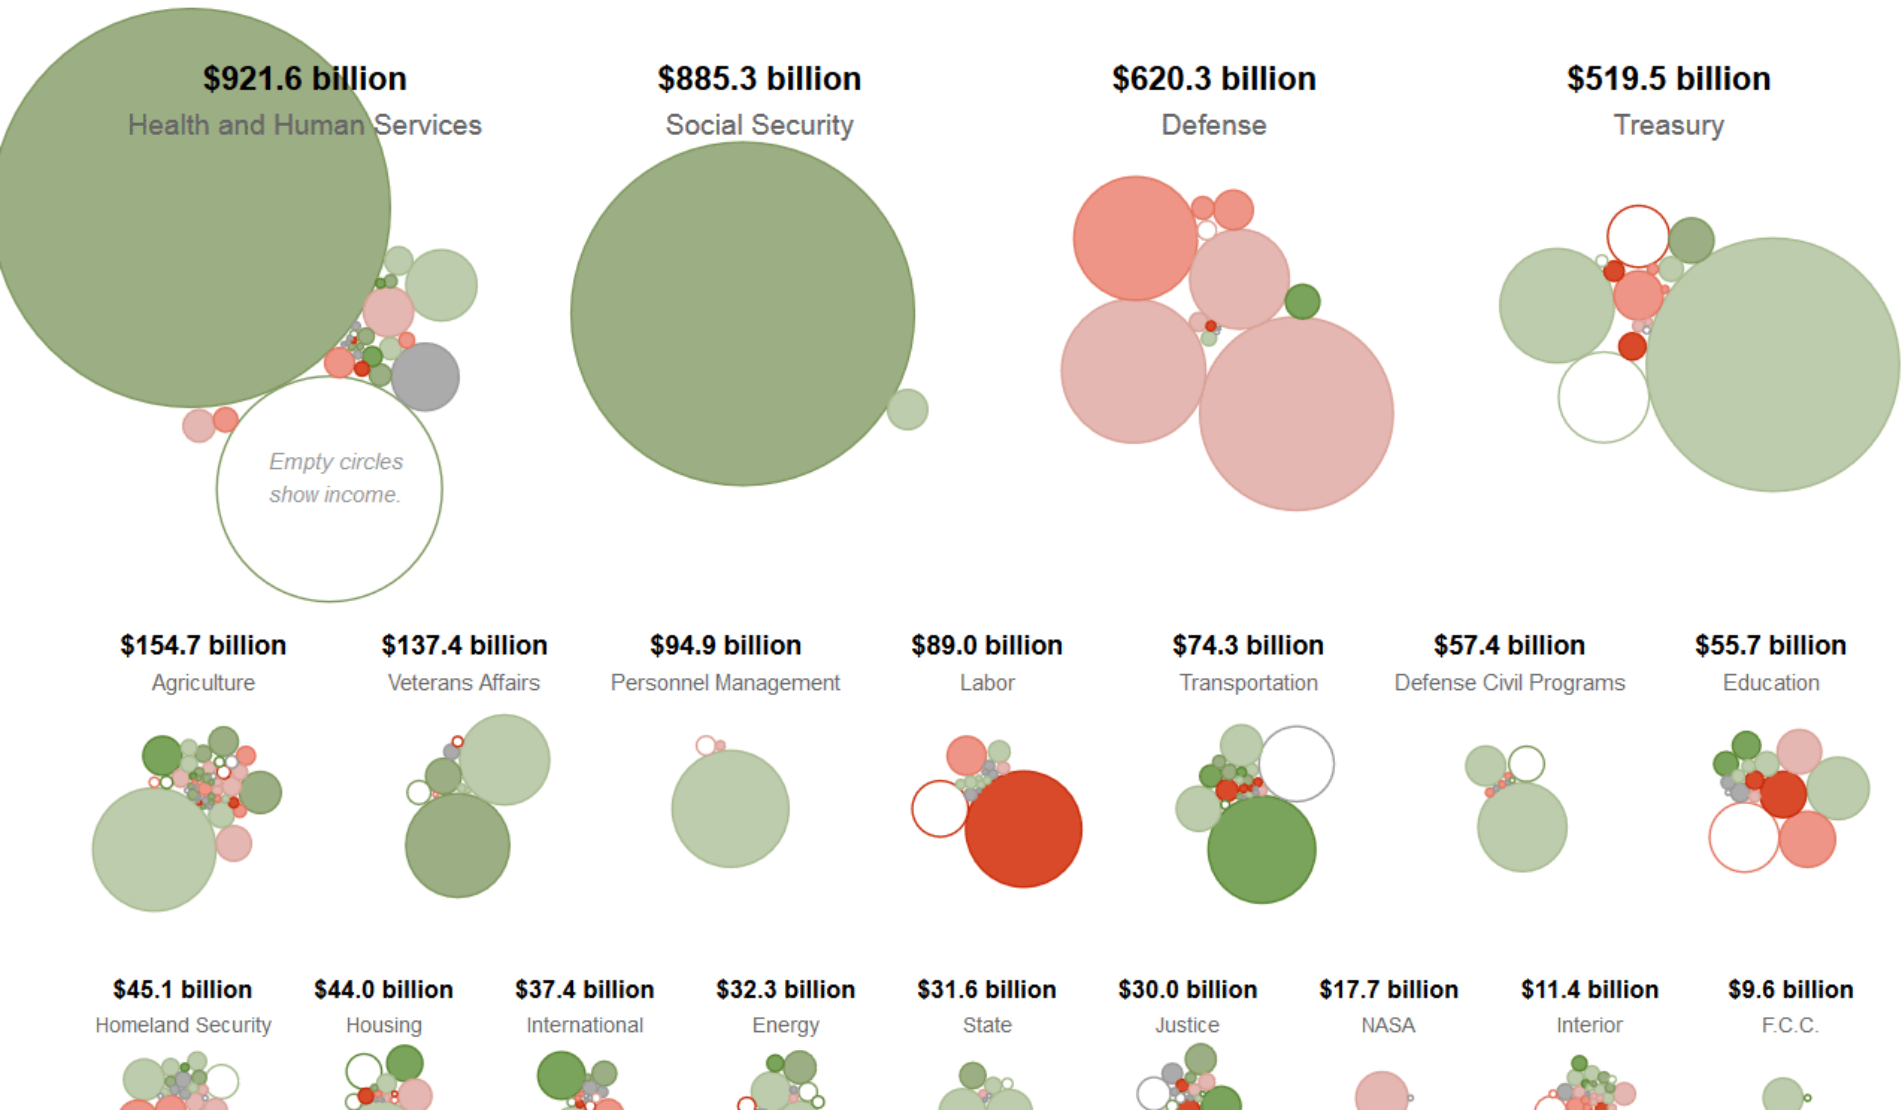 $921.6 billion
Health and Human Services
$885.3 billion
Social Security
$620.3 billion
Defense
$519.5 billion
Treasury
Empty circles
show income.
$154.7 billion
Agriculture
$137.4 billion
Veterans Affairs
$94.9 billion
Personnel Management
$89.0 billion
Labor
$74.3 billion
Transportation
$57.4 billion
Defense Civil Programs
$55.7 billion
Education
$45.1 billion
Homeland Security
$44.0 billion
Housing
$37.4 billion
International
$32.3 billion
Energy
$31.6 billion
State
$30.0 billion
Justice
$17.7 billion
NASA
$11.4 billion
Interior
$9.6 billion
F.C.C.